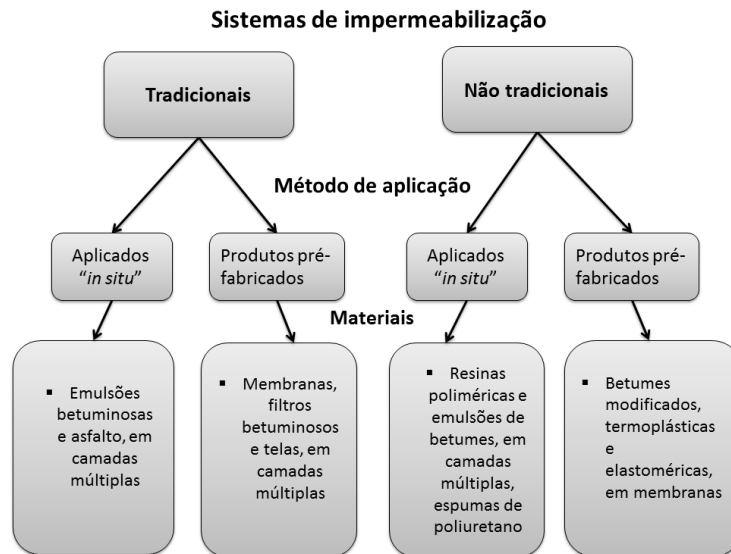 Sistemas de impermeabilização
Tradicionais
Não tradicionais
Método de aplicação
Aplicados
“in situ”
Produtos pré-
fabricados
Aplicados
“in situ”
Produtos pré-
fabricados
Materiais
▪ Emulsões
betuminosas
e asfalto, em
camadas
múltiplas
▪ Membranas,
filtros
betuminosos
e telas, em
camadas
múltiplas
▪ Resinas
poliméricas e
emulsões de
betumes, em
camadas
múltiplas,
espumas de
poliuretano
▪ Betumes
modificados,
termoplásticas
e
elastoméricas,
em membranas